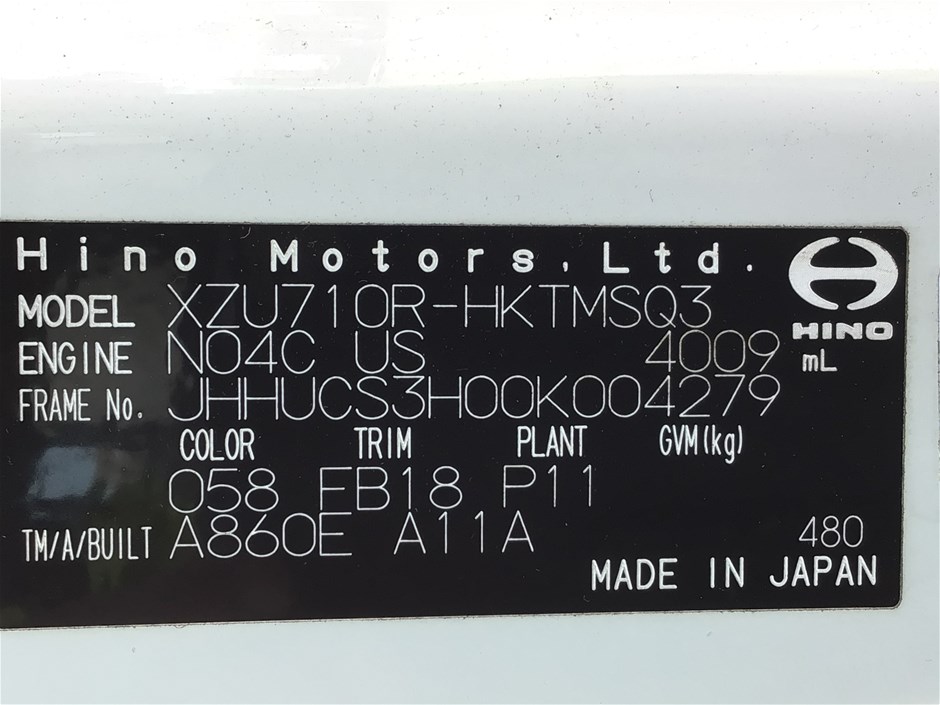 Hino Motors, Ltd.
HINO
MODEL XZU710R-HKTMSQ3
ENGINE N04C US 4009 mL
FRAME No. JHHUCS3H00K004279
COLOR TRIM PLANT GVM(kg)
058 FB18 P11
TM/A/BUILT A860E A11A 480
MADE IN JAPAN